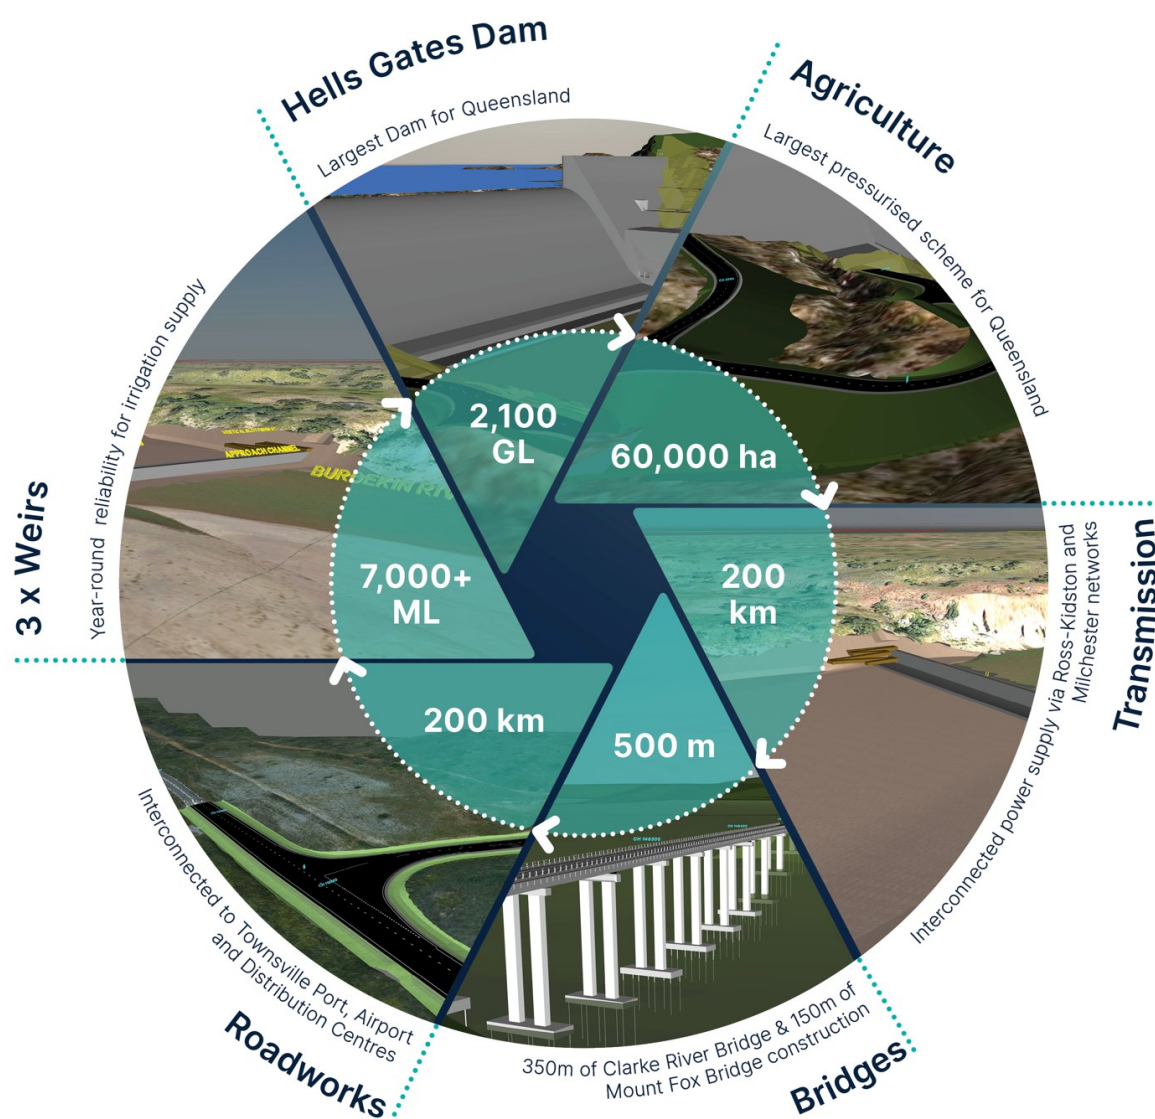 Hells Gates Dam
Largest Dam for Queensland
2,100
GL
Agriculture
Largest pressurised scheme for Queensland
60,000 ha
Transmission
Interconnected power supply via Ross-Kidston and
Milchester networks
200
km
Bridges
350m of Clarke River Bridge & 150m of
Mount Fox Bridge construction
500 m
Roadworks
Interconnected to Townsville Port, Airport
and Distribution Centres
200 km
3 x Weirs
Year-round reliability for irrigation supply
7,000+
ML
APPROACH CHANNEL
BURDEKIN RIV